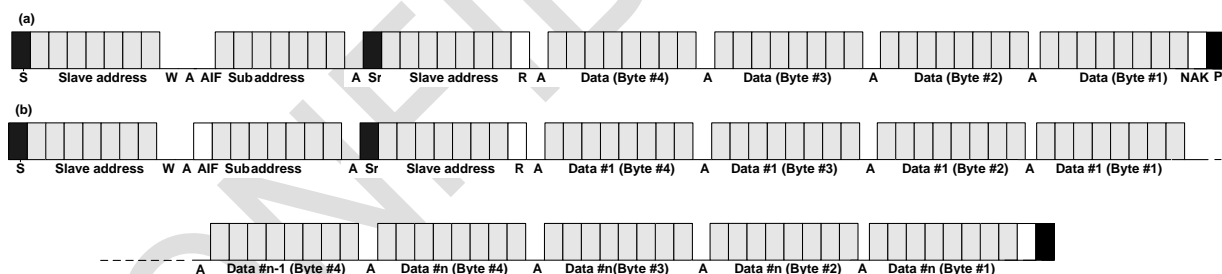 (a)
S Slave address W A AIF Subaddress A Sr Slave address R A Data (Byte #4) A Data (Byte #3) A Data (Byte #2) A Data (Byte #1) NAK P
(b)
S Slave address W A AIF Subaddress A Sr Slave address R A Data #1 (Byte #4) A Data #1 (Byte #3) A Data #1 (Byte #2) A Data #1 (Byte #1)
A Data #n-1 (Byte #4) A Data #n (Byte #4) A Data #n(Byte #3) A Data #n (Byte #2) A Data #n (Byte #1)